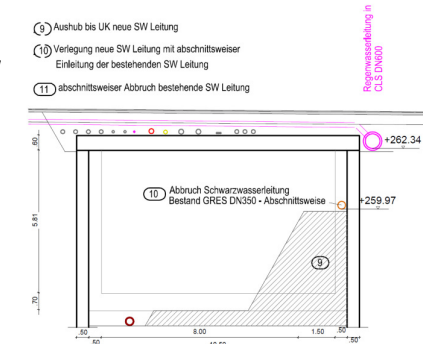 9 Aushub bis UK neue SW Leitung
10 Verlegung neue SW Leitung mit abschnittsweiser
Einleitung der bestehenden SW Leitung
11 abschnittsweiser Abbruch bestehende SW Leitung
Regenwasserleitung in
CLS DN600
+262.34
.60
10 Abbruch Schwarzwasserleitung
Bestand GRES DN350 - Abschnittsweise
+259.97
5.81
9
.70
.50 8.00 1.50 .50
.50 .50